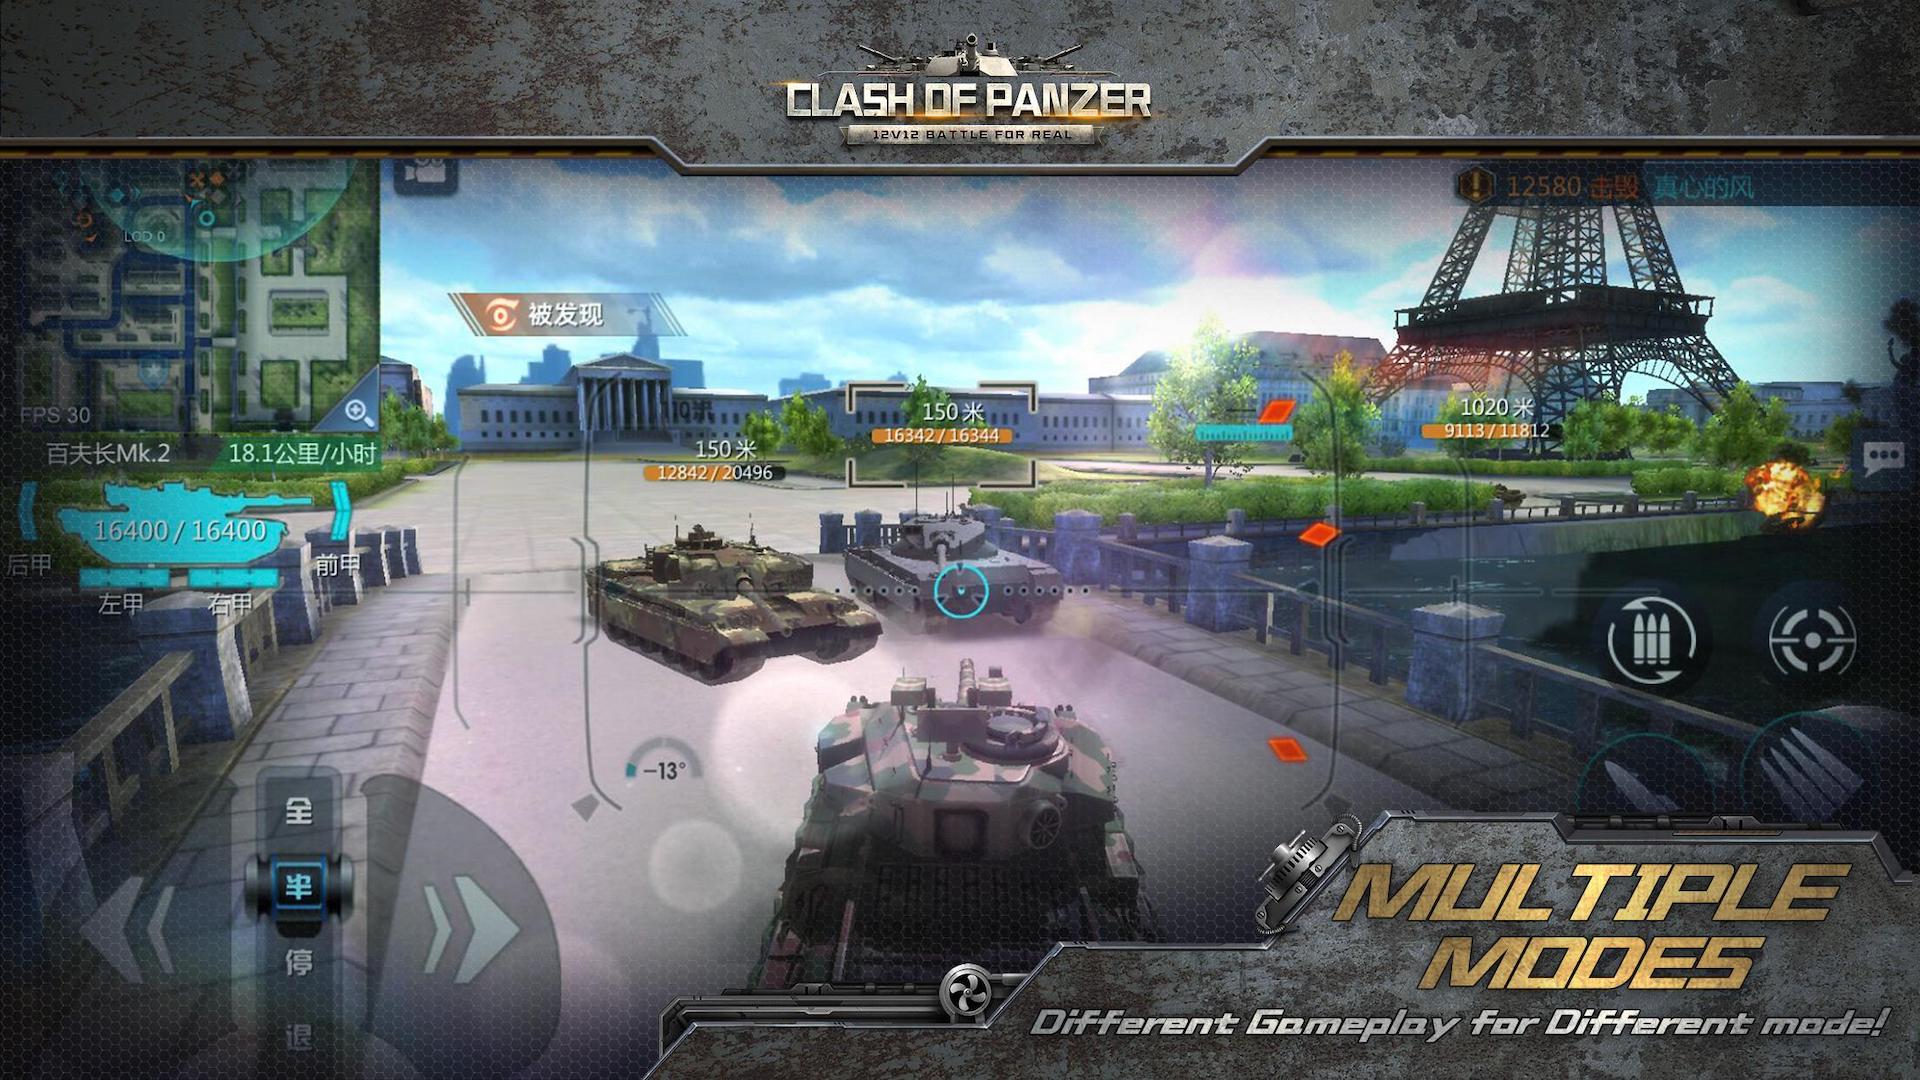 CLASH OF PANZER
12V12 BATTLE FOR REAL
12580 击毁 真心的风
LCD 0
被发现
FPS 30
150 米
16342/16344
1020 米
9113/11812
150 米
12842/20496
百夫长Mk.2 18.1公里/小时
16400/16400
后甲 前甲
左甲 右甲
-13°
全
半
停
退
MULTIPLE
MODES
Different Gameplay for Different mode!